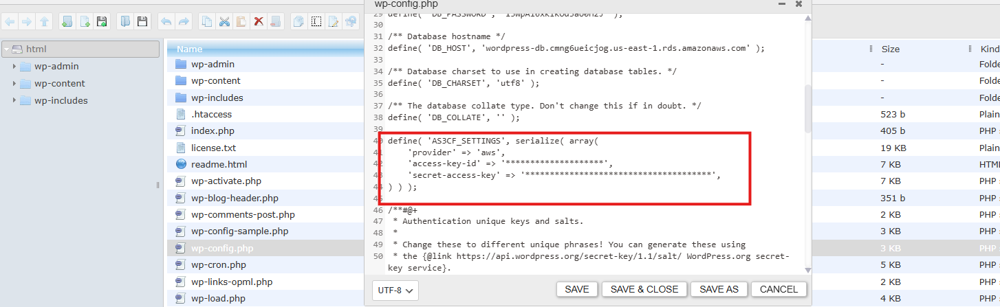 wp-config.php
html
wp-admin
wp-content
wp-includes
Name
Size
Kind
wp-admin - Folde
wp-content - Folde
wp-includes - Folde
.htaccess 523 b Plain
index.php 405 b PHP
license.txt 19 KB Plain
readme.html 7 KB HTM
wp-activate.php 7 KB PHP
wp-blog-header.php 351 b PHP
wp-comments-post.php 2 KB PHP
wp-config-sample.php 3 KB PHP
wp-config.php 3 KB PHP
wp-cron.php 5 KB PHP
wp-links-opml.php 2 KB PHP
wp-load.php 4 KB PHP
29 define( 'DB_PASSWORD',
30
31 /** Database hostname */
32 define( 'DB_HOST', 'wordpress-db.cmng6ueicjog.us-east-1.rds.amazonaws.com' );
33
34 /** Database charset to use in creating database tables. */
35 define( 'DB_CHARSET', 'utf8' );
36
37 /** The database collate type. Don't change this if in doubt. */
38 define( 'DB_COLLATE', '' );
39
40 define( 'AS3CF_SETTINGS', serialize( array(
41 'provider' => 'aws',
42 'access-key-id' => '********************',
43 'secret-access-key' => '**************************************',
44 ) ) );
45
46 /**#@+
47 * Authentication unique keys and salts.
48 *
49 * Change these to different unique phrases! You can generate these using
50 * the {@link https://api.wordpress.org/secret-key/1.1/salt/ WordPress.org secret-
key service}.
UTF-8
SAVE
SAVE & CLOSE
SAVE AS
CANCEL